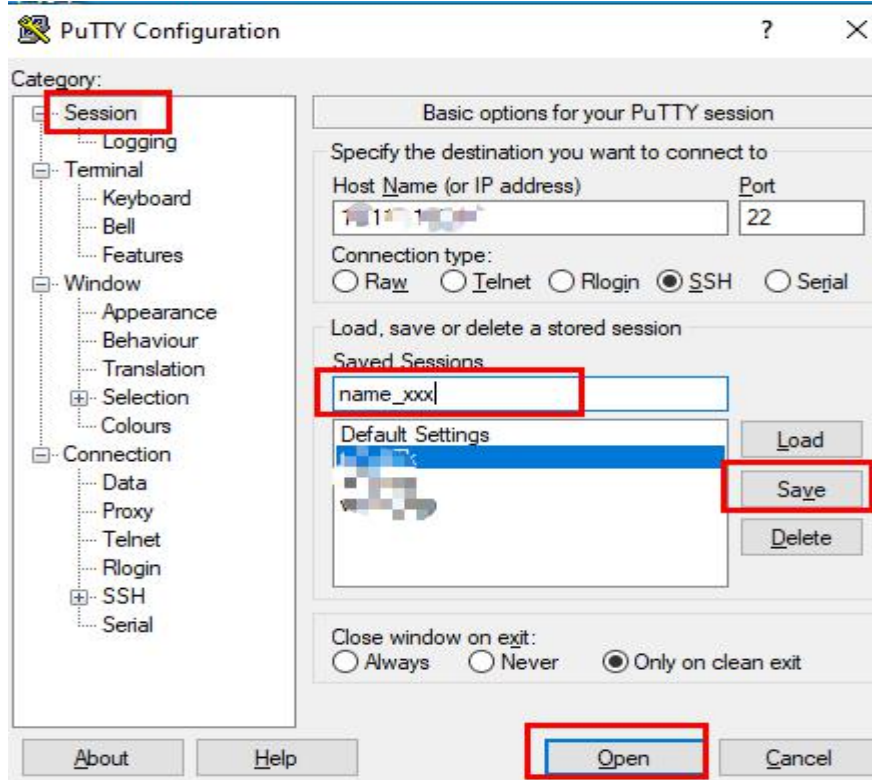 PuTTY Configuration
?
Category:
Session
Logging
Terminal
Keyboard
Bell
Features
Window
Appearance
Behaviour
Translation
Selection
Colours
Connection
Data
Proxy
Telnet
Rlogin
SSH
Serial
Basic options for your PuTTY session
Specify the destination you want to connect to
Host Name (or IP address) Port
22
Connection type:
Raw Telnet Rlogin SSH Serial
Load, save or delete a stored session
Saved Sessions
name_xxx
Default Settings
Load
Save
Delete
Close window on exit:
Always Never Only on clean exit
About Help Open Cancel